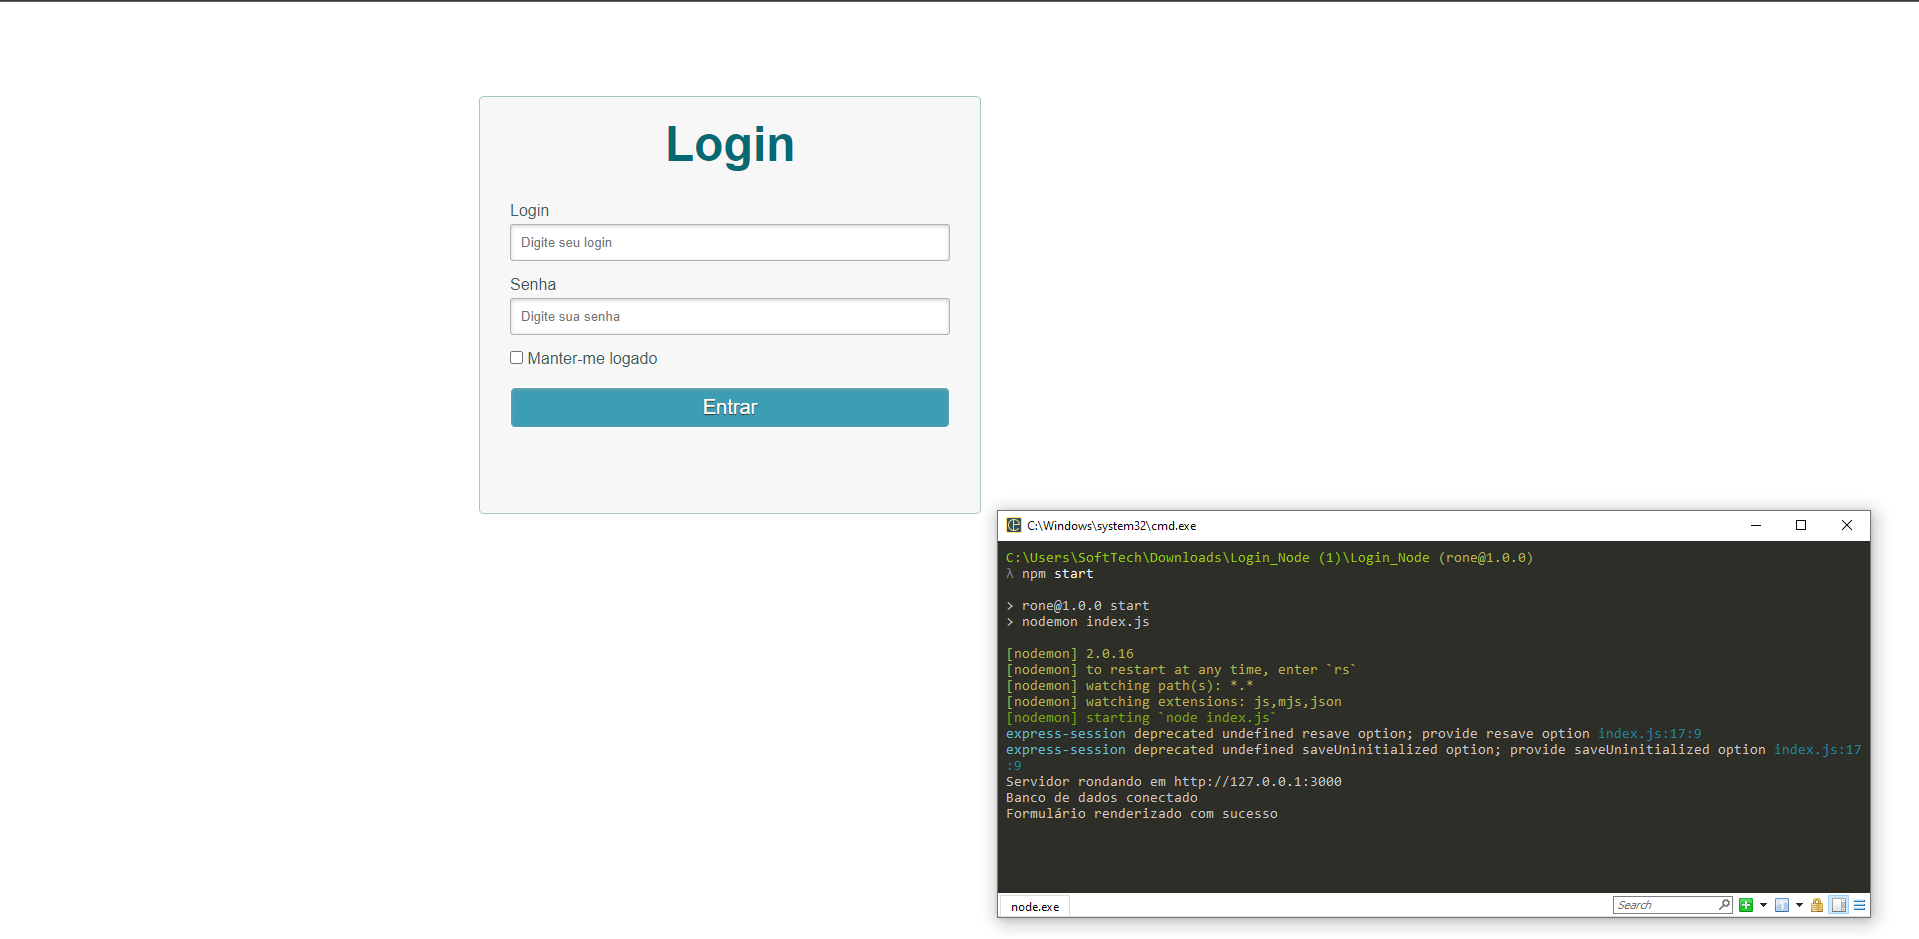 Login
Login
Digite seu login
Senha
Digite sua senha
Manter-me logado
Entrar
C:\Windows\system32\cmd.exe
C:\Users\SoftTech\Downloads\Login_Node (1)\Login_Node (rone@1.0.0)
λ npm start
> rone@1.0.0 start
> nodemon index.js
[nodemon] 2.0.16
[nodemon] to restart at any time, enter `rs`
[nodemon] watching path(s): *.*
[nodemon] watching extensions: js,mjs,json
[nodemon] starting `node index.js`
express-session deprecated undefined resave option; provide resave option index.js:17:9
express-session deprecated undefined saveUninitialized option; provide saveUninitialized option index.js:17
:9
Servidor rondando em http://127.0.0.1:3000
Banco de dados conectado
Formulário renderizado com sucesso
node.exe
Search